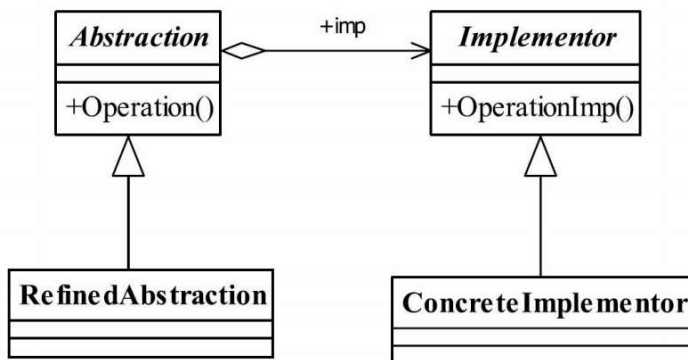 Abstraction
+imp
Implementor
+Operation()
+OperationImp()
RefinedAbstraction
ConcreteImplementor